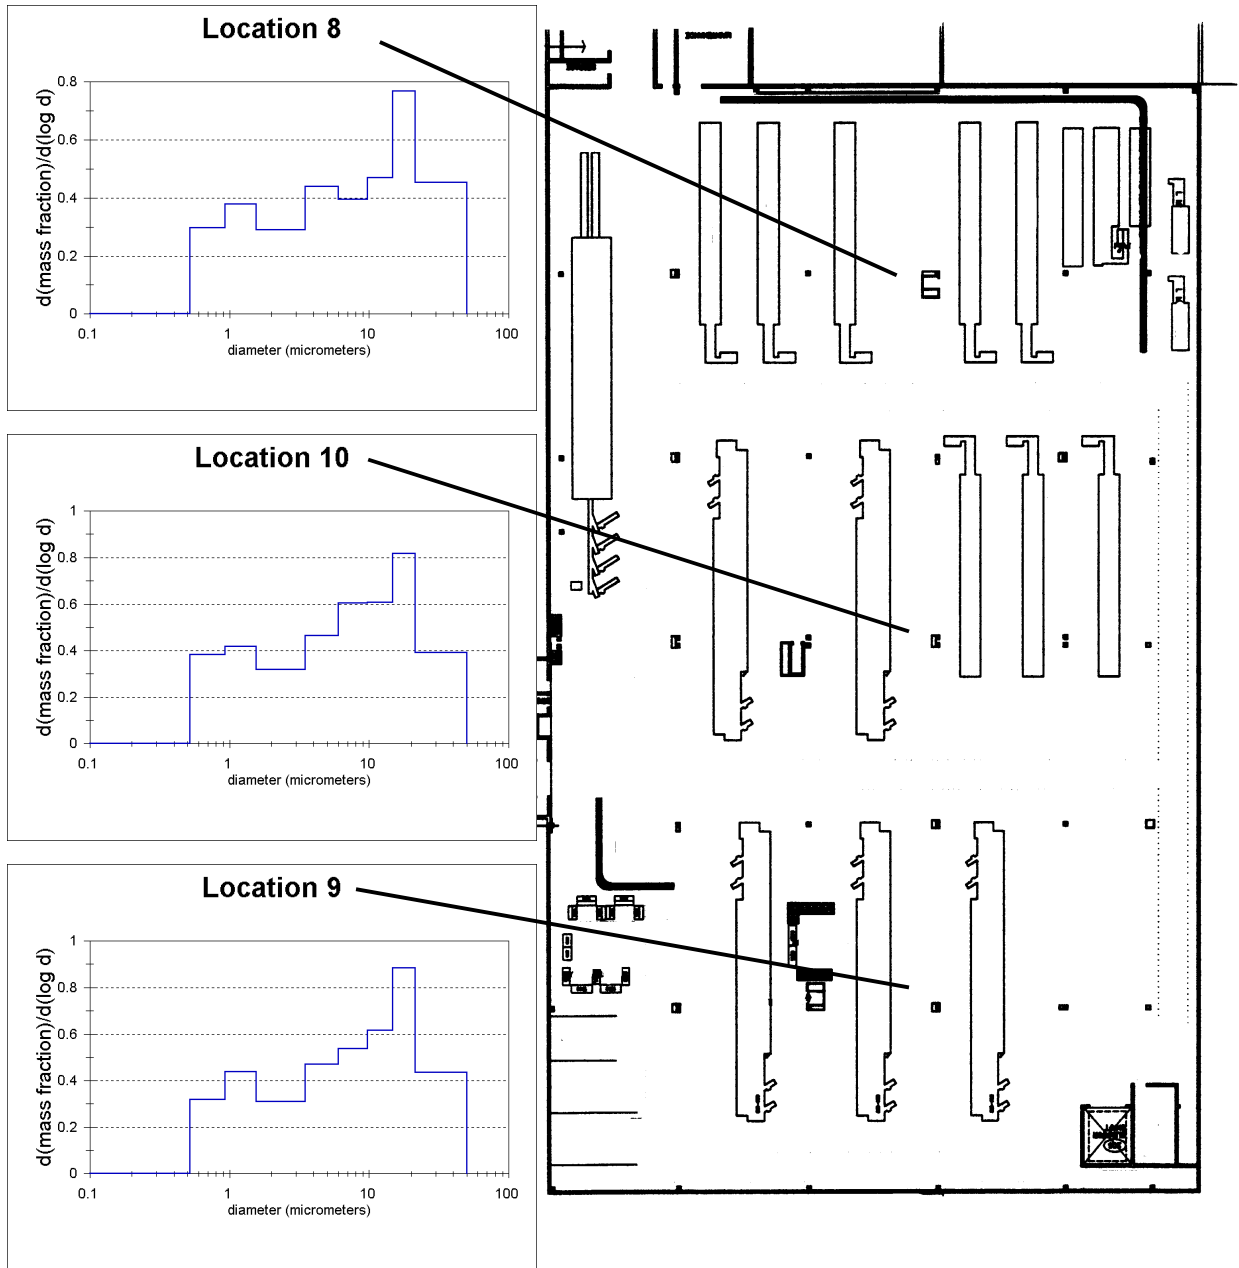 Location 8
d(mass fraction)/d(log d)
0.8
0.6
0.4
0.2
0
0.1 1 10 100
diameter (micrometers)
Location 10
d(mass fraction)/d(log d)
1
0.8
0.6
0.4
0.2
0
0.1 1 10 100
diameter (micrometers)
Location 9
d(mass fraction)/d(log d)
1
0.8
0.6
0.4
0.2
0
0.1 1 10 100
diameter (micrometers)